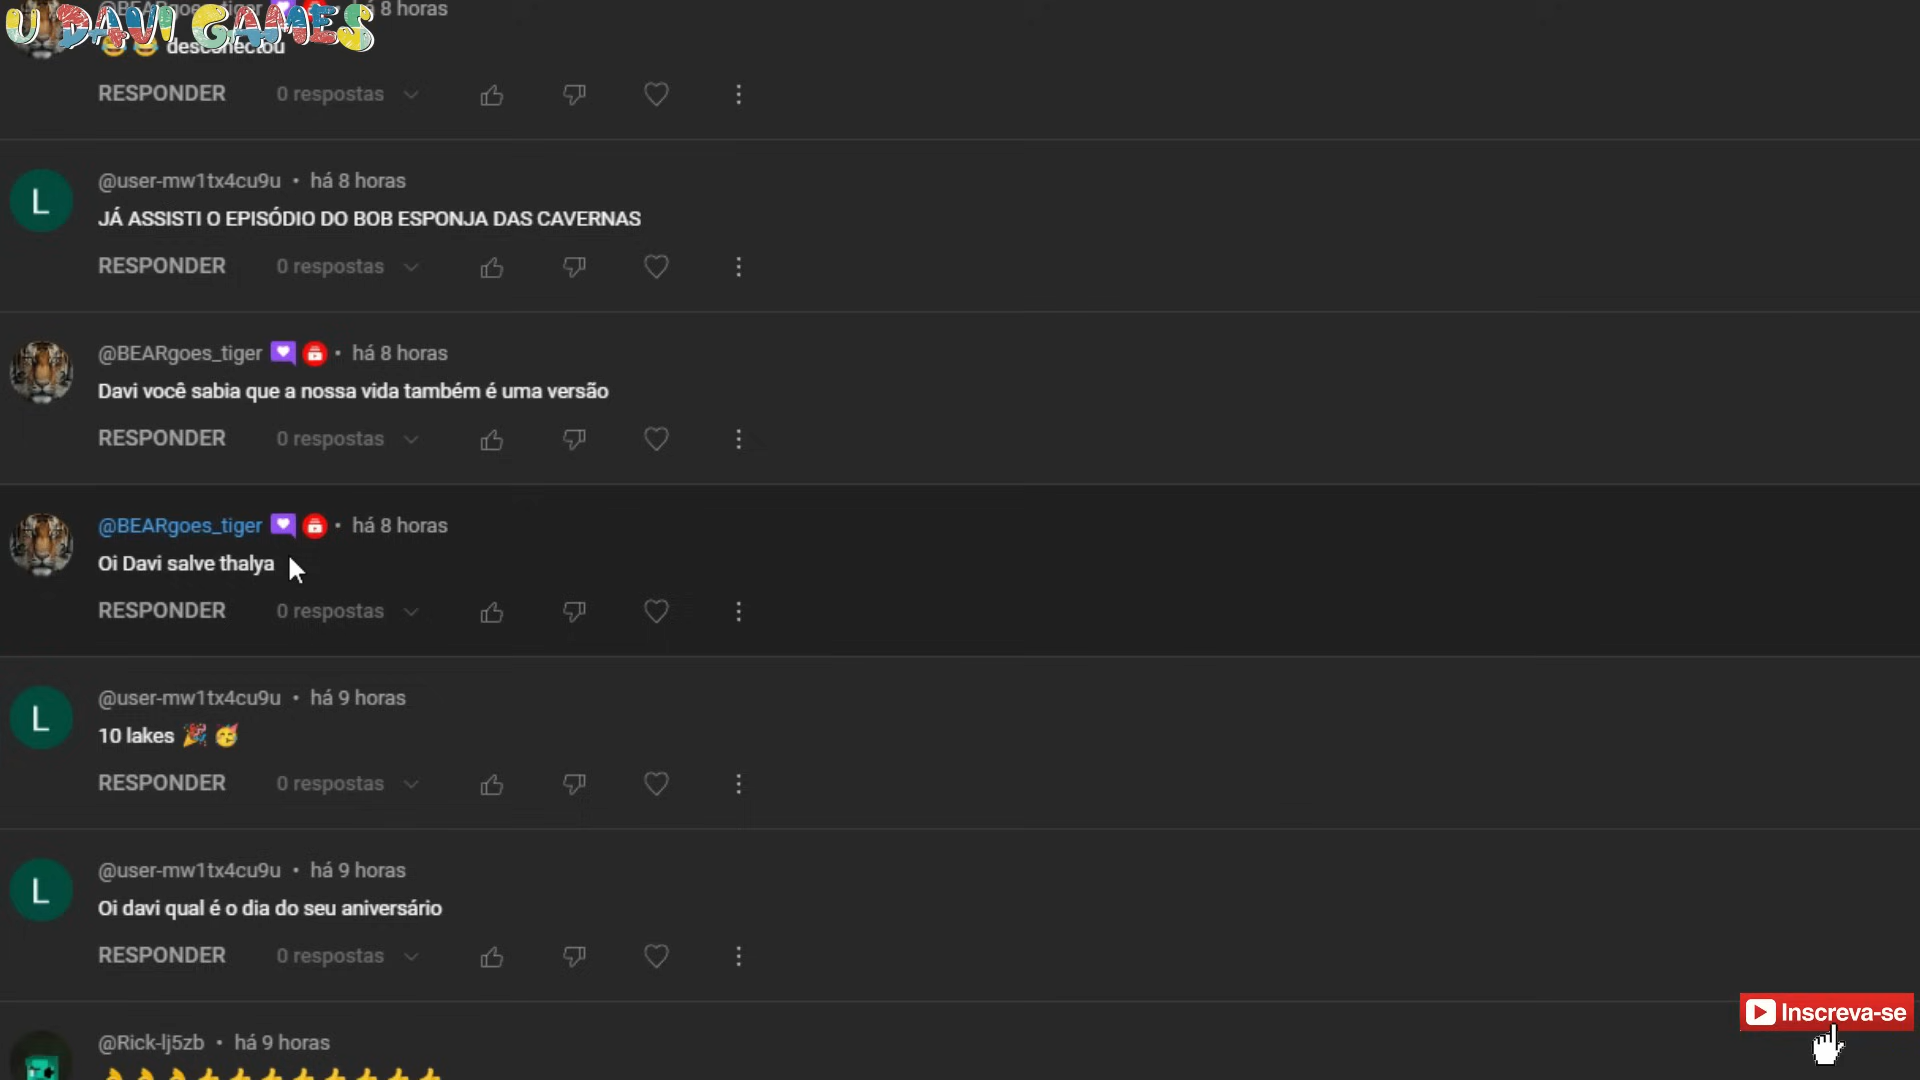 @BEARgoes_tiger há 8 horas
U DAVI GAMES
desconectou
RESPONDER 0 respostas
L
@user-mw1tx4cu9u • há 8 horas
JÁ ASSISTI O EPISÓDIO DO BOB ESPONJA DAS CAVERNAS
RESPONDER 0 respostas
@BEARgoes_tiger • há 8 horas
Davi você sabia que a nossa vida também é uma versão
RESPONDER 0 respostas
@BEARgoes_tiger • há 8 horas
Oi Davi salve thalya
RESPONDER 0 respostas
L
@user-mw1tx4cu9u • há 9 horas
10 lakes 🎉 🥳
RESPONDER 0 respostas
L
@user-mw1tx4cu9u • há 9 horas
Oi davi qual é o dia do seu aniversário
RESPONDER 0 respostas
Inscreva-se
@Rick-lj5zb • há 9 horas